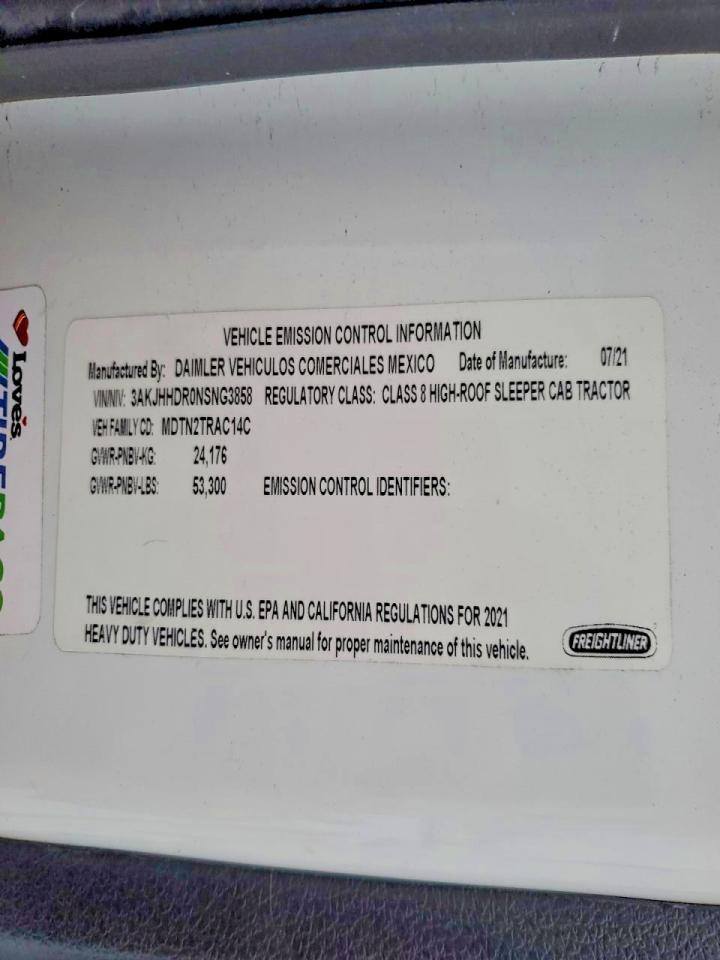 VEHICLE EMISSION CONTROL INFORMATION
Manufactured By: DAIMLER VEHICULOS COMERCIALES MEXICO Date of Manufacture: 07/21
VIN/NIV: 3AKJHHDR0NSNG3858 REGULATORY CLASS: CLASS 8 HIGH-ROOF SLEEPER CAB TRACTOR
VEH FAMILY CD: MDTN2TRAC14C
GVWR-PNBV-KG: 24,176
GVWR-PNBV-LBS: 53,300 EMISSION CONTROL IDENTIFIERS:
THIS VEHICLE COMPLIES WITH U.S. EPA AND CALIFORNIA REGULATIONS FOR 2021
HEAVY DUTY VEHICLES. See owner's manual for proper maintenance of this vehicle.
FREIGHTLINER
Love's